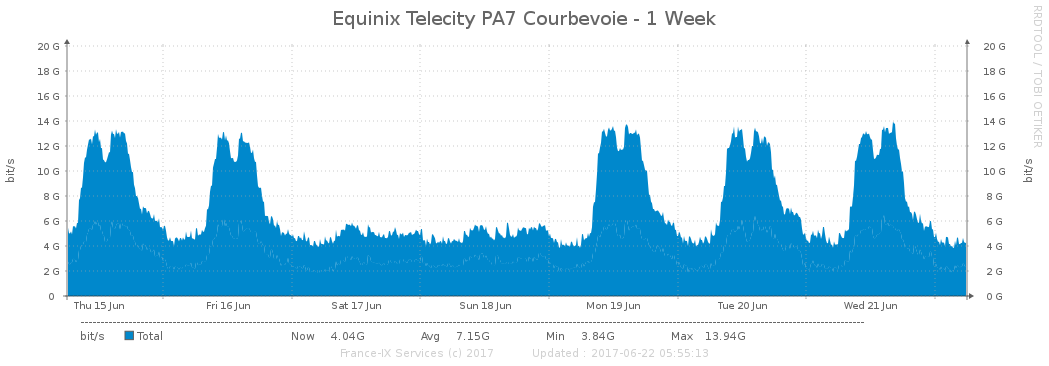 Equinix Telecity PA7 Courbevoie - 1 Week
RRDTOOL / TOBI OETIKER
bit/s
20 G
18 G
16 G
14 G
12 G
10 G
8 G
6 G
4 G
2 G
0
20 G
18 G
16 G
14 G
12 G
10 G
8 G
6 G
4 G
2 G
0 G
bit/s
Thu 15 Jun Fri 16 Jun Sat 17 Jun Sun 18 Jun Mon 19 Jun Tue 20 Jun Wed 21 Jun
bit/s Total Now 4.04G Avg 7.15G Min 3.84G Max 13.94G
France-IX Services (c) 2017 Updated : 2017-06-22 05:55:13